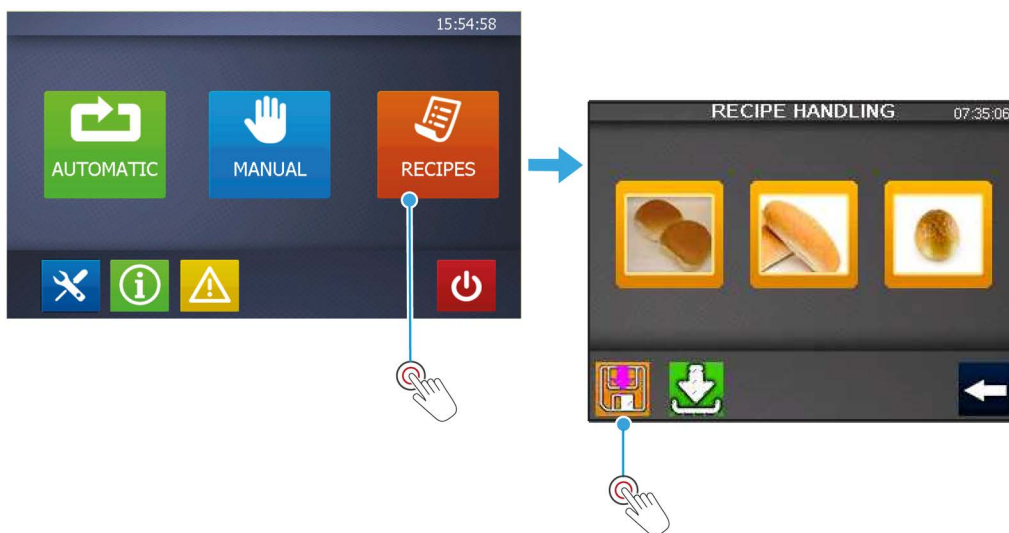 15:54:58
AUTOMATIC
MANUAL
RECIPES
RECIPE HANDLING
07:35:06